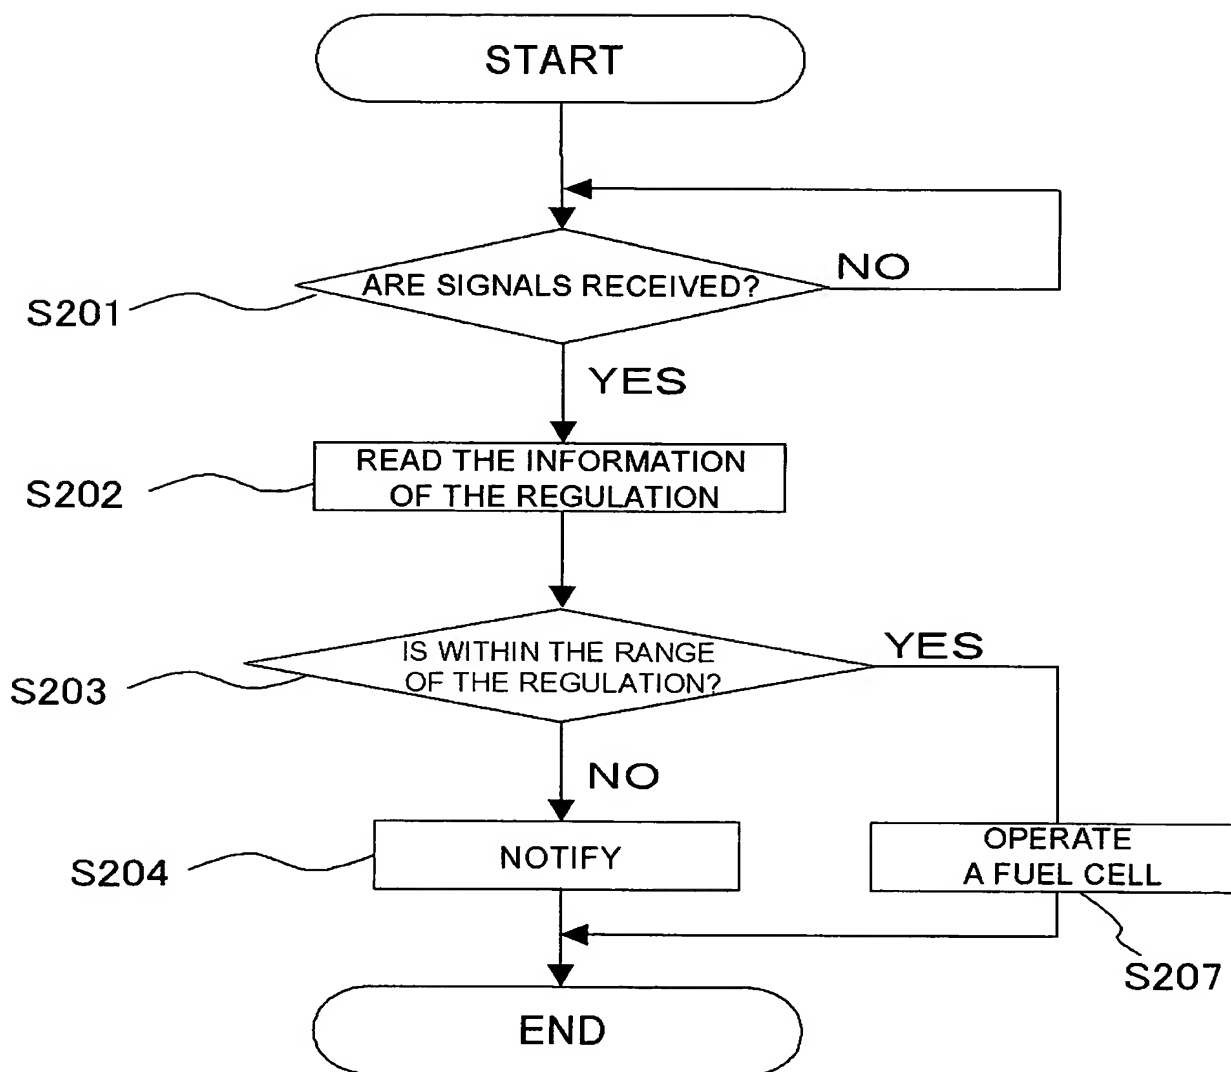 START
ARE SIGNALS RECEIVED?
NO
S201
YES
READ THE INFORMATION
OF THE REGULATION
S202
IS WITHIN THE RANGE
OF THE REGULATION?
YES
S203
NO
NOTIFY
S204
OPERATE
A FUEL CELL
S207
END